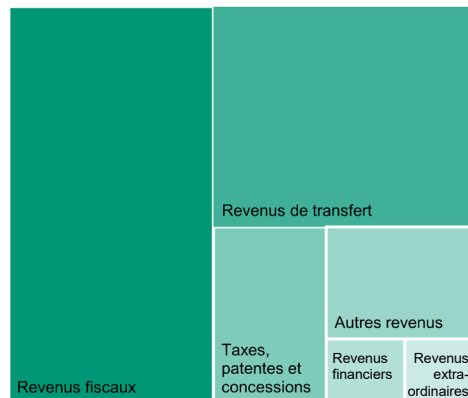 Revenus de transfert
Autres revenus
Taxes,
patentes et
concessions
Revenus
financiers
Revenus
extra-
ordinaires
Revenus fiscaux